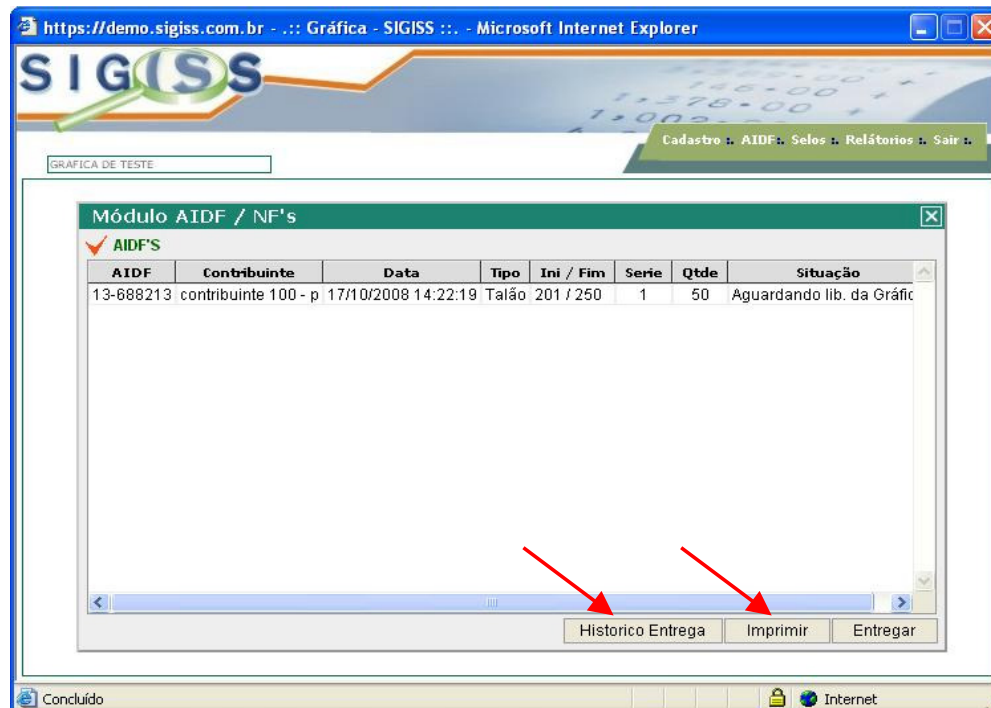 https://demo.sigiss.com.br - .:: Gráfica - SIGISS ::. - Microsoft Internet Explorer
SIGISS
Cadastro :. AIDF:. Selos :. Relátorios :. Sair :.
GRAFICA DE TESTE
Módulo AIDF / NF's
AIDF'S
AIDF Contribuinte Data Tipo Ini / Fim Serie Qtde Situação
13-688213 contribuinte 100 - p 17/10/2008 14:22:19 Talão 201 / 250 1 50 Aguardando lib. da Gráfic
Historico Entrega Imprimir Entregar
Concluído Internet